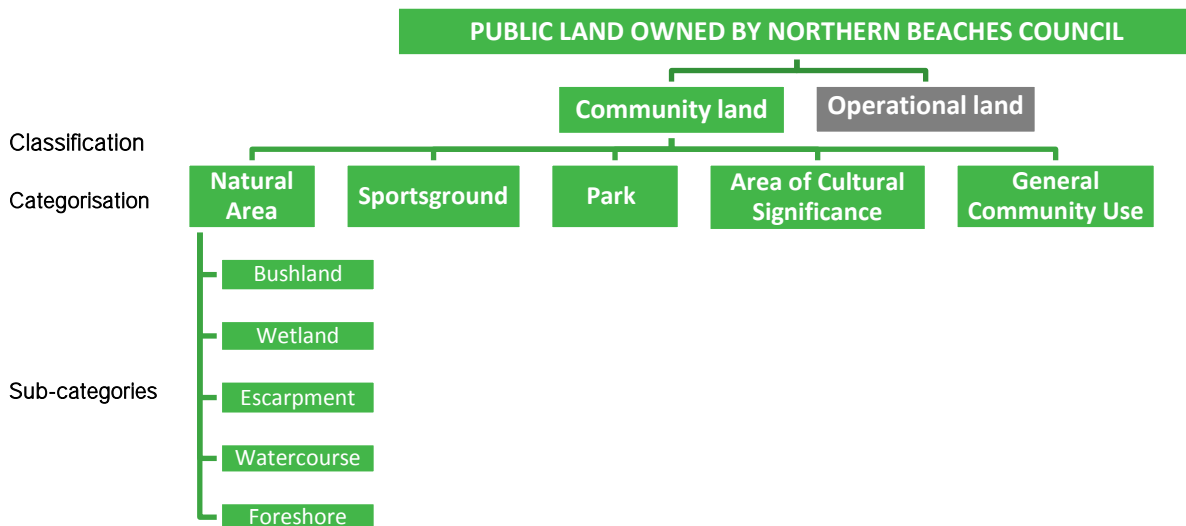 PUBLIC LAND OWNED BY NORTHERN BEACHES COUNCIL
Community land
Operational land
Classification
Categorisation
Natural
Area
Sportsground
Park
Area of Cultural
Significance
General
Community Use
Bushland
Wetland
Sub-categories
Escarpment
Watercourse
Foreshore